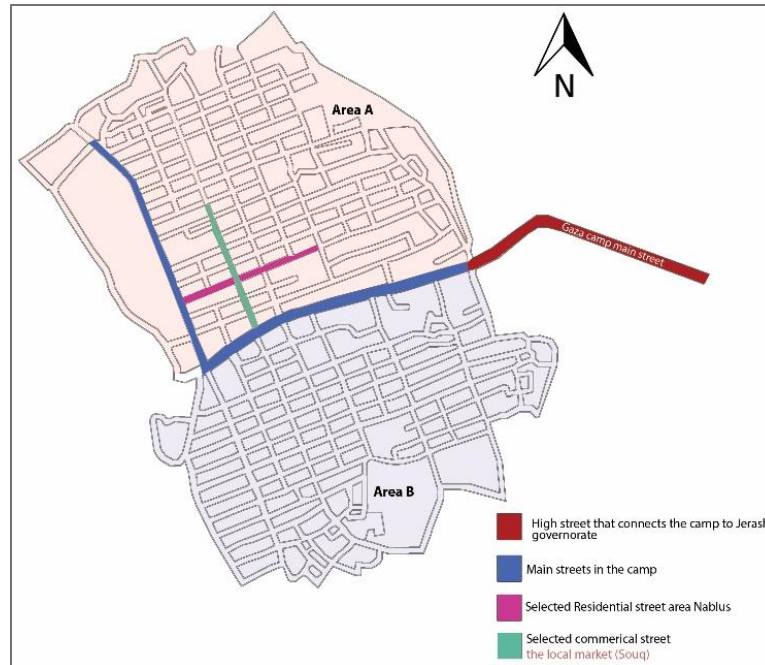 Area A
N
Gaza camp main street
Area B
High street that connects the camp to Jerash
governorate
Main streets in the camp
Selected Residential street area Nablus
Selected commerical street
the local market (Souq)